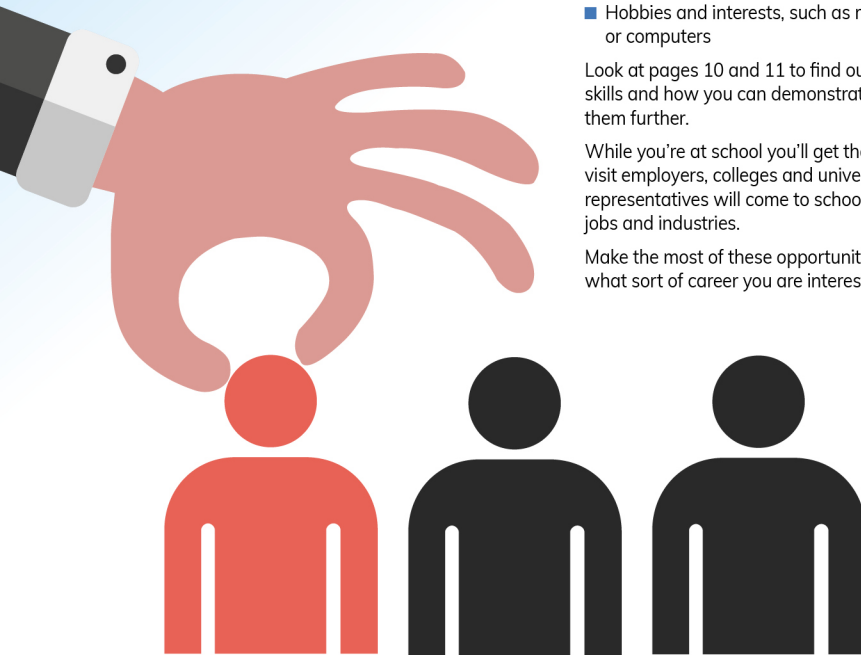 Hobbies and interests, such as
or computers
Look at pages 10 and 11 to find
skills and how you can
them further.
While you're at school you'll get
visit employers, colleges and
representatives will come to
jobs and industries.
Make the most of these
what sort of career you are